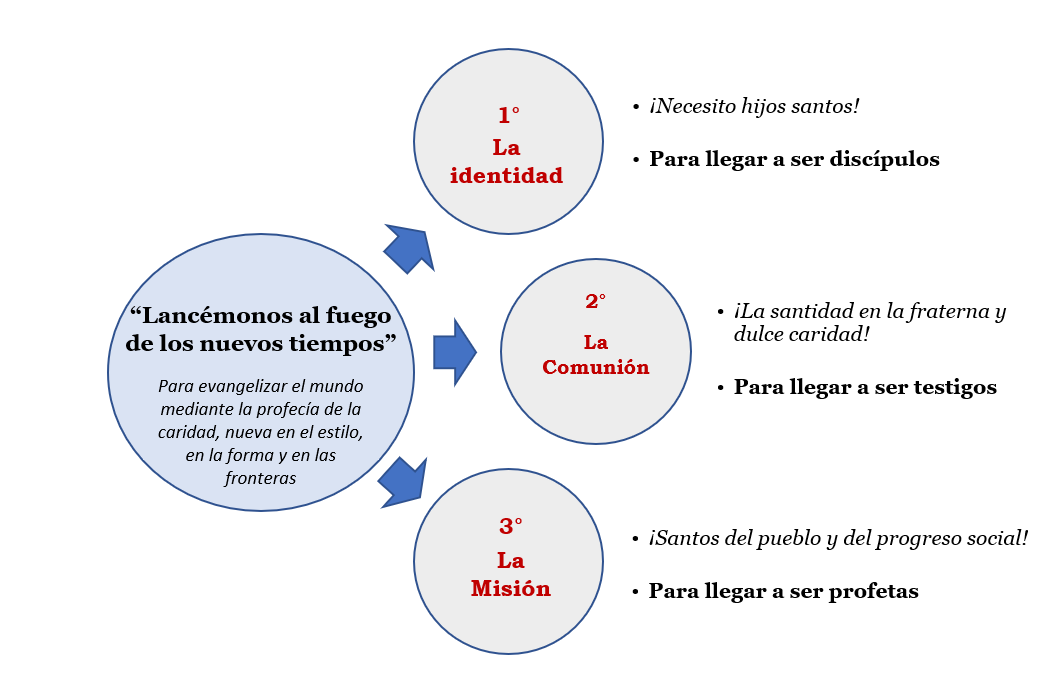 “Lancémonos al fuego
de los nuevos tiempos”
Para evangelizar el mundo
mediante la profecía de la
caridad, nueva en el estilo,
en la forma y en las
fronteras
1°
La
identidad
• ¡Necesito hijos santos!
• Para llegar a ser discípulos
2°
La
Comunión
• ¡La santidad en la fraterna y
dulce caridad!
• Para llegar a ser testigos
3°
La
Misión
• ¡Santos del pueblo y del progreso social!
• Para llegar a ser profetas